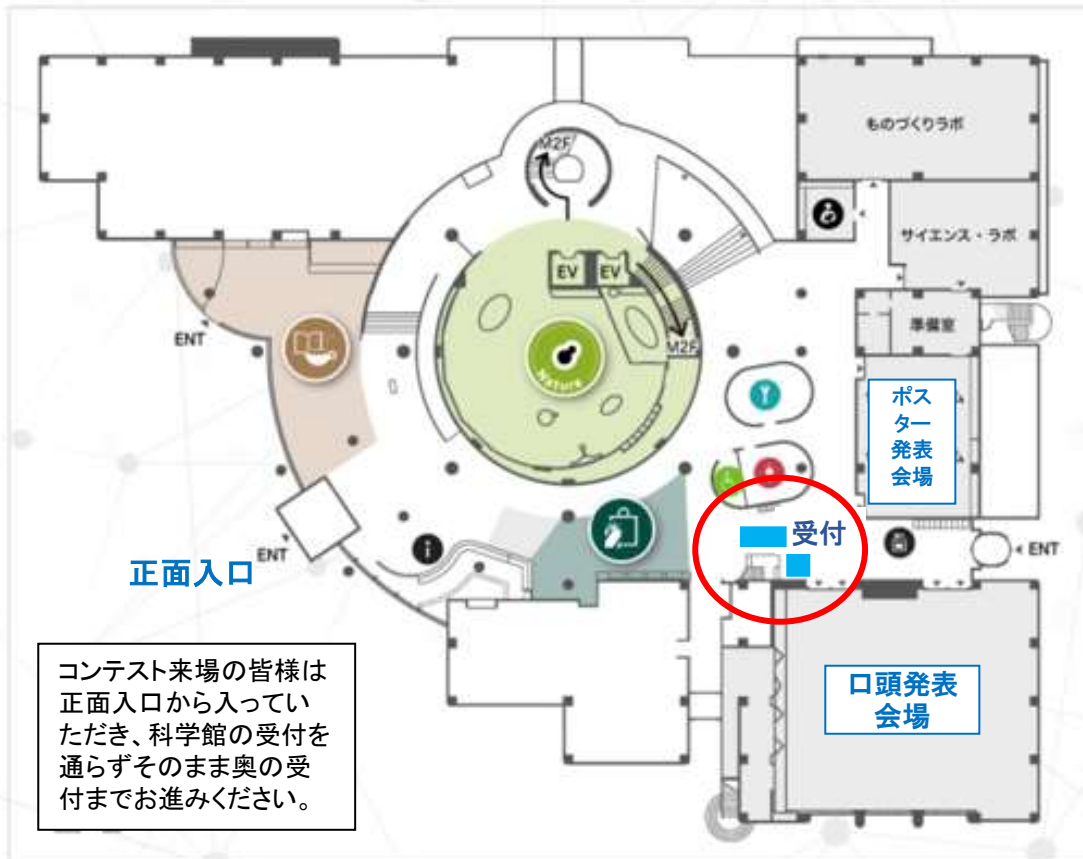 M2F
ものづくりラボ
サイエンス・ラボ
EV
EV
M2F
準備室
ENT
Nature
ポス
ター
発表
会場
受付
ENT
ENT
正面入口
口頭発表
会場
コンテスト来場の皆様は
正面入口から入ってい
ただき、科学館の受付を
通らずそのまま奥の受
付までお進みください。